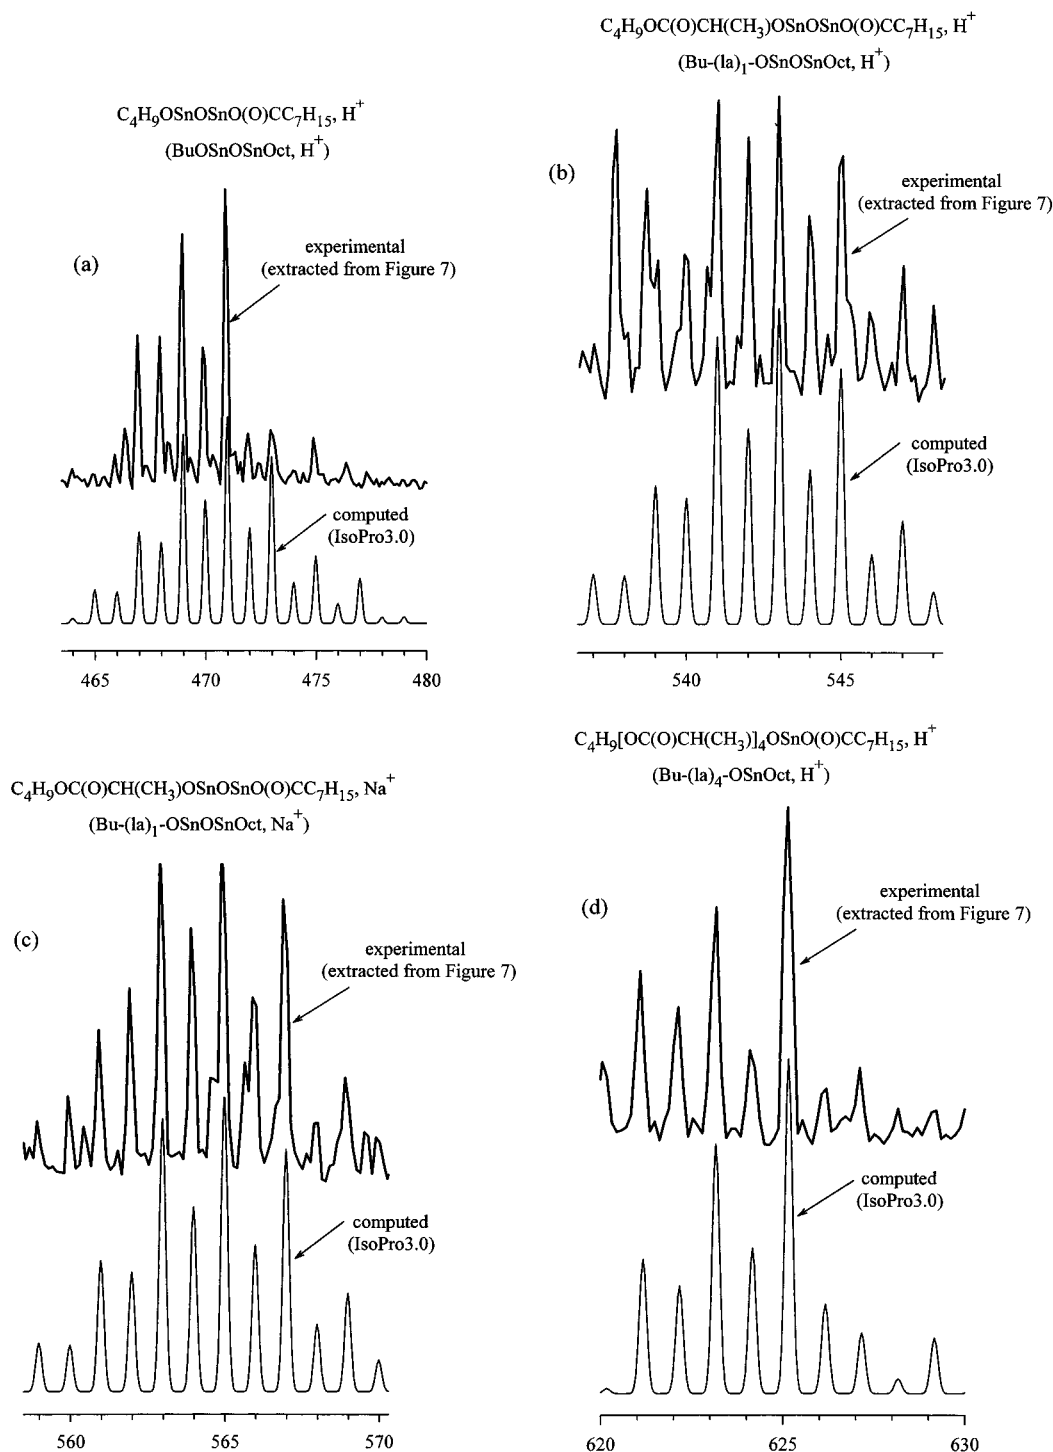 C₄H₉OSnOSnO(O)CC₇H₁₅, H⁺
(BuOSnOSnOct, H⁺)
(a)
experimental
(extracted from Figure 7)
computed
(IsoPro3.0)
465 470 475 480
C₄H₉OC(O)CH(CH₃)OSnOSnO(O)CC₇H₁₅, H⁺
(Bu-(la)₁-OSnOSnOct, H⁺)
(b)
experimental
(extracted from Figure 7)
computed
(IsoPro3.0)
540 545
C₄H₉OC(O)CH(CH₃)OSnOSnO(O)CC₇H₁₅, Na⁺
(Bu-(la)₁-OSnOSnOct, Na⁺)
(c)
experimental
(extracted from Figure 7)
computed
(IsoPro3.0)
560 565 570
C₄H₉[OC(O)CH(CH₃)]₄OSnO(O)CC₇H₁₅, H⁺
(Bu-(la)₄-OSnOct, H⁺)
(d)
experimental
(extracted from Figure 7)
computed
(IsoPro3.0)
620 625 630